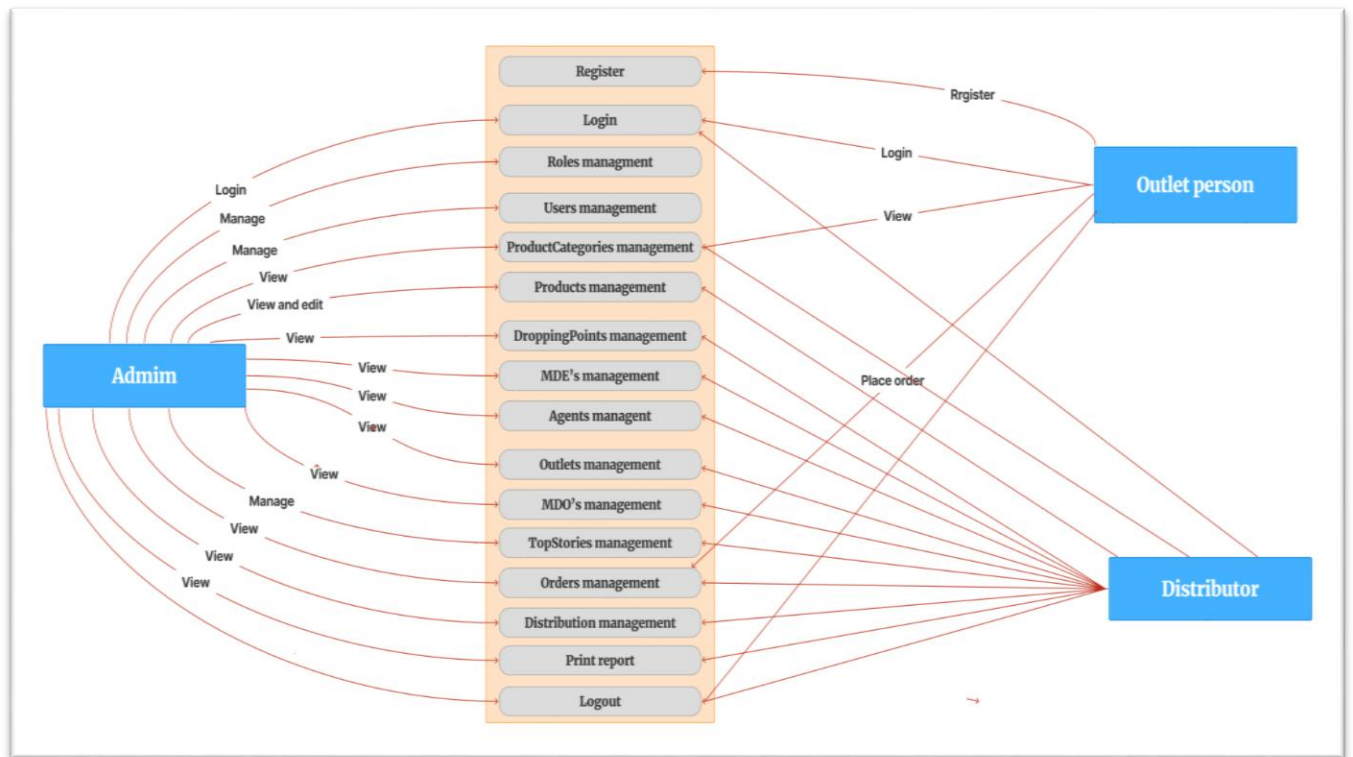 Register
Rrgister
Login
Login
Outlet person
Roles managment
Login
Users management
Manage
View
Manage
ProductCategories management
View
Products management
View and edit
DroppingPoints management
View
MDE's management
View
Admim
Place order
View
Agents managent
View
Outlets management
View
MDO's management
Manage
TopStories management
View
Orders management
View
Distributor
View
Distribution management
Print report
Logout